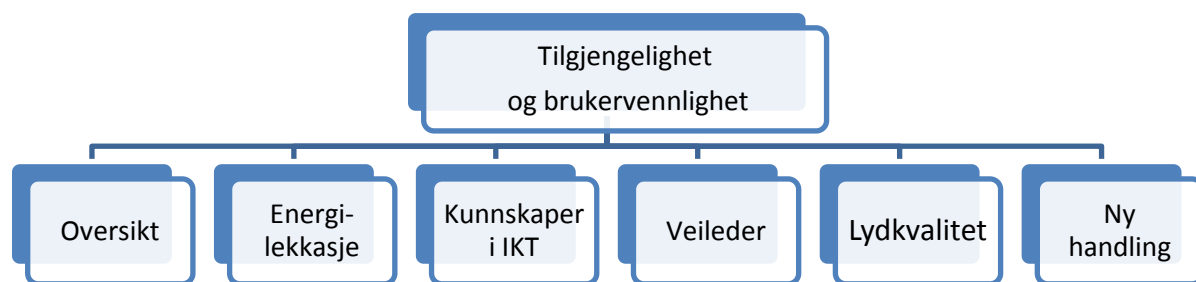 Tilgjengelighet
og brukervennlighet
Oversikt
Energi-
lekkasje
Kunnskaper
i IKT
Veileder
Lydkvalitet
Ny
handling